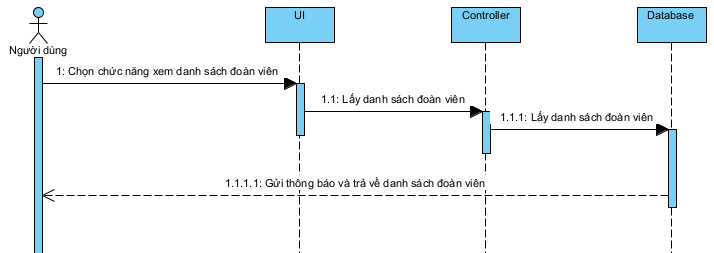 UI
Controller
Database
Người dùng
1: Chọn chức năng xem danh sách đoàn viên
1.1: Lấy danh sách đoàn viên
1.1.1: Lấy danh sách đoàn viên
1.1.1.1: Gửi thông báo và trả về danh sách đoàn viên